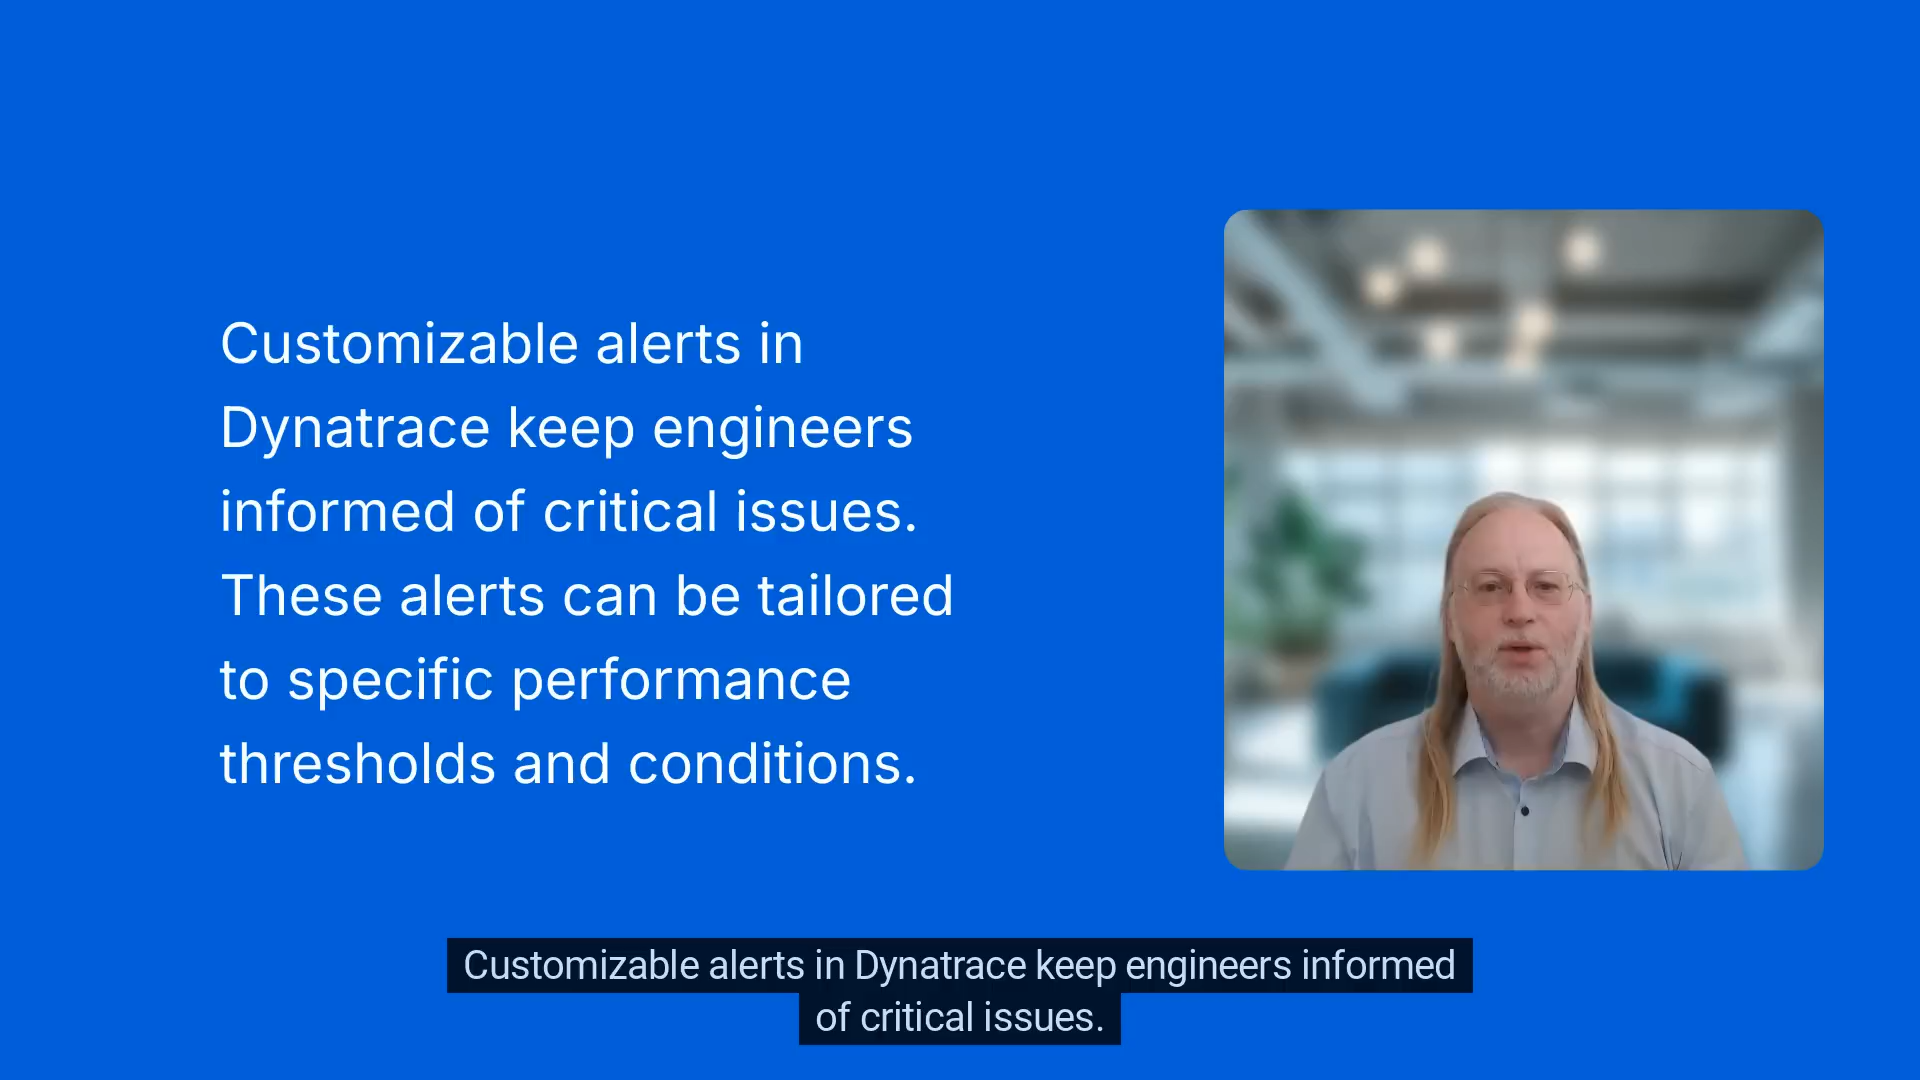 Customizable alerts in
Dynatrace keep engineers
informed of critical issues.
These alerts can be tailored
to specific performance
thresholds and conditions.
Customizable alerts in Dynatrace keep engineers informed
of critical issues.